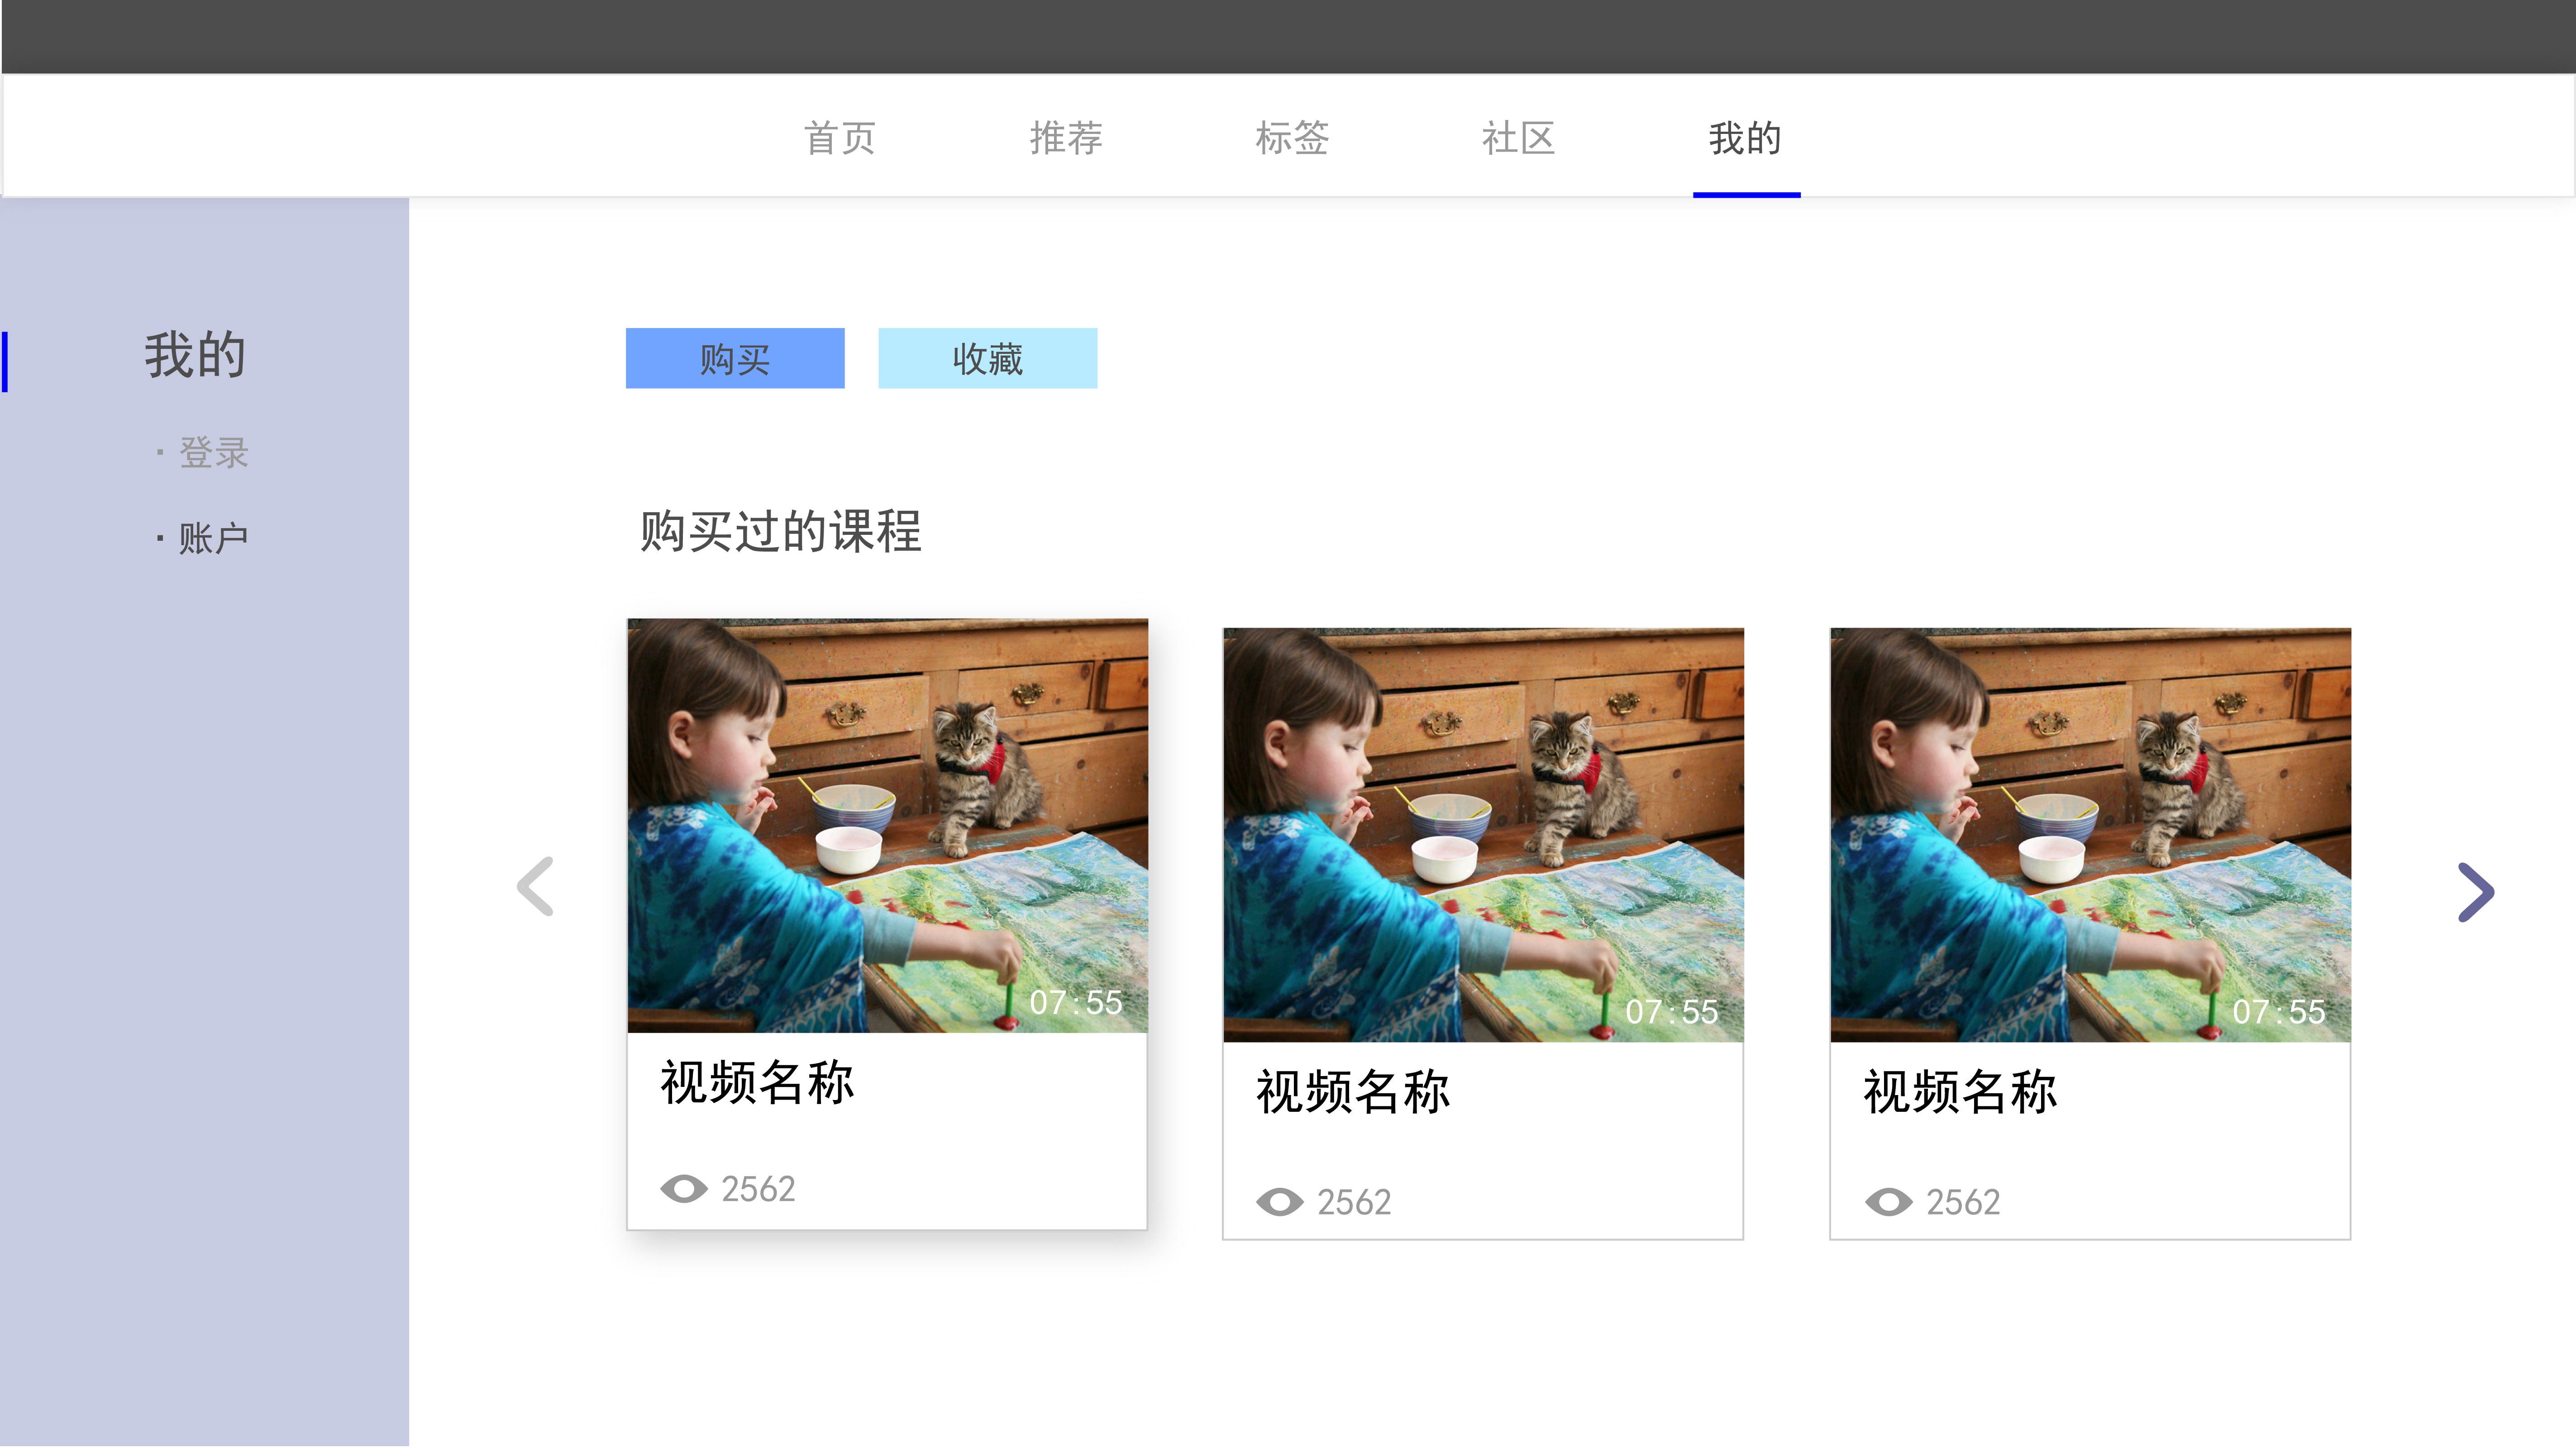 首页 推荐 标签 社区 我的
我的
· 登录
· 账户
购买 收藏
购买过的课程
07:55
视频名称
2562
07:55
视频名称
2562
07:55
视频名称
2562